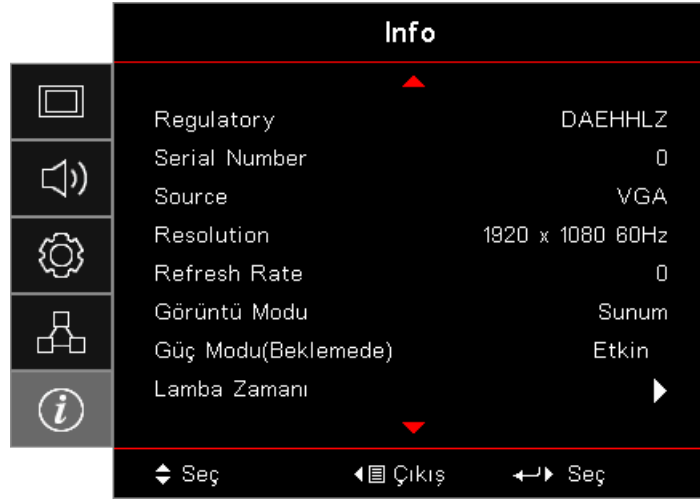 Info
Regulatory DAEHHLZ
Serial Number 0
Source VGA
Resolution 1920 x 1080 60Hz
Refresh Rate 0
Görüntü Modu Sunum
Güç Modu(Beklemede) Etkin
Lamba Zamanı
Seç Çıkış Seç